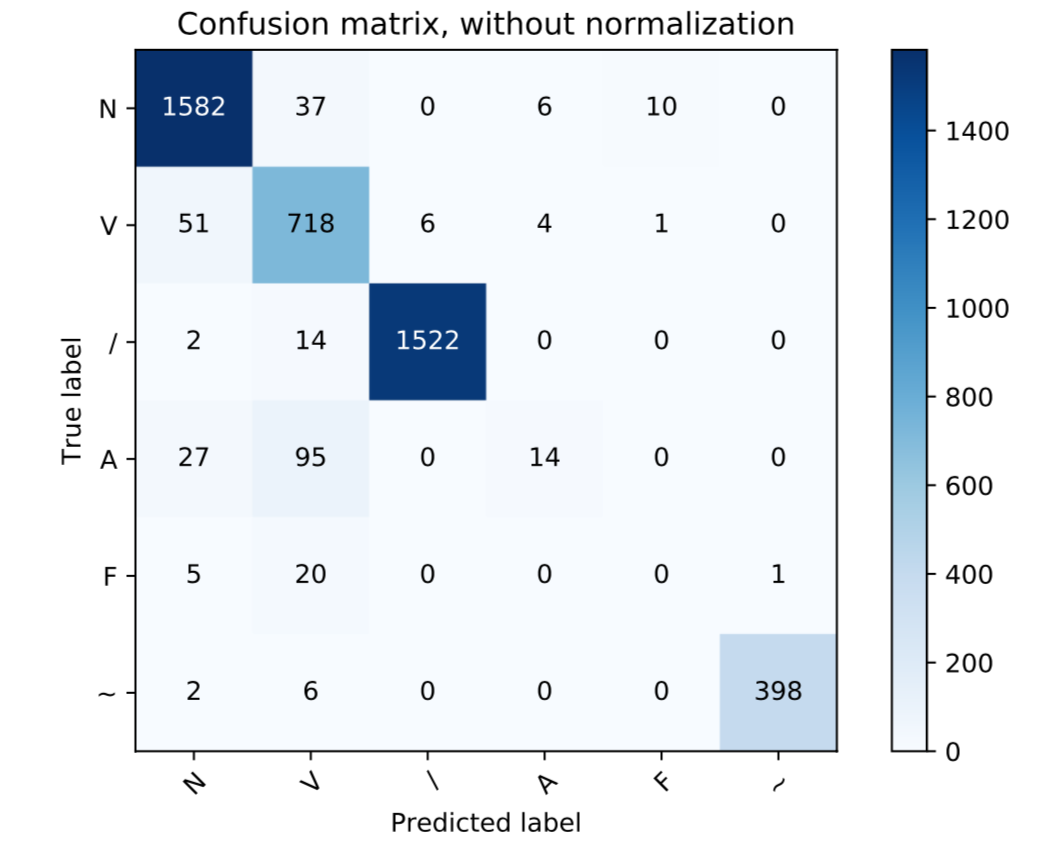 Confusion matrix, without normalization
N 1582 37 0 6 10 0
V 51 718 6 4 1 0
/ 2 14 1522 0 0 0
A 27 95 0 14 0 0
F 5 20 0 0 0 1
~ 2 6 0 0 0 398
N V / A F ~
True label
Predicted label
1400
1200
1000
800
600
400
200
0